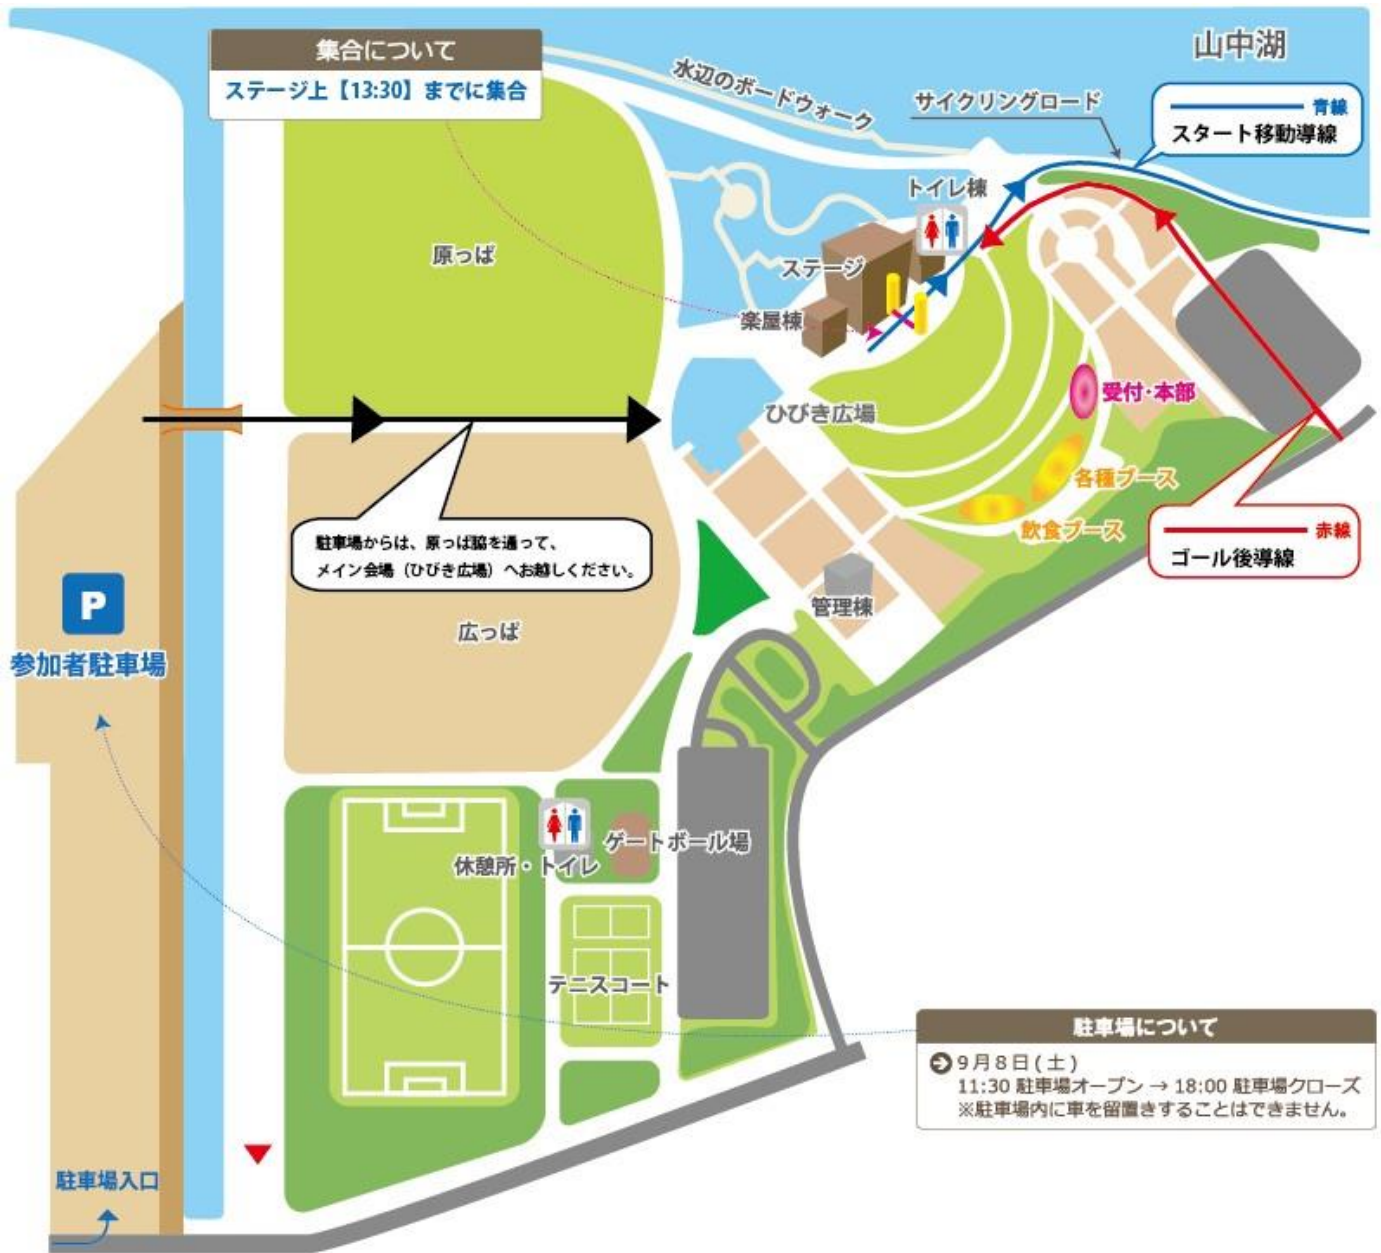 山中湖
集合について
ステージ上【13:30】までに集合
水辺のボードウォーク
サイクリングロード
青線
スタート移動導線
トイレ棟
原っぱ
ステージ
楽屋棟
受付・本部
ひびき広場
各種ブース
飲食ブース
赤線
ゴール後導線
駐車場からは、原っぱ脇を通って、
メイン会場（ひびき広場）へお越しください。
P
参加者駐車場
広っぱ
管理棟
ゲートボール場
休憩所・トイレ
テニスコート
駐車場について
9月8日(土)
11:30 駐車場オープン → 18:00 駐車場クローズ
※駐車場内に車を留置きすることはできません。
駐車場入口